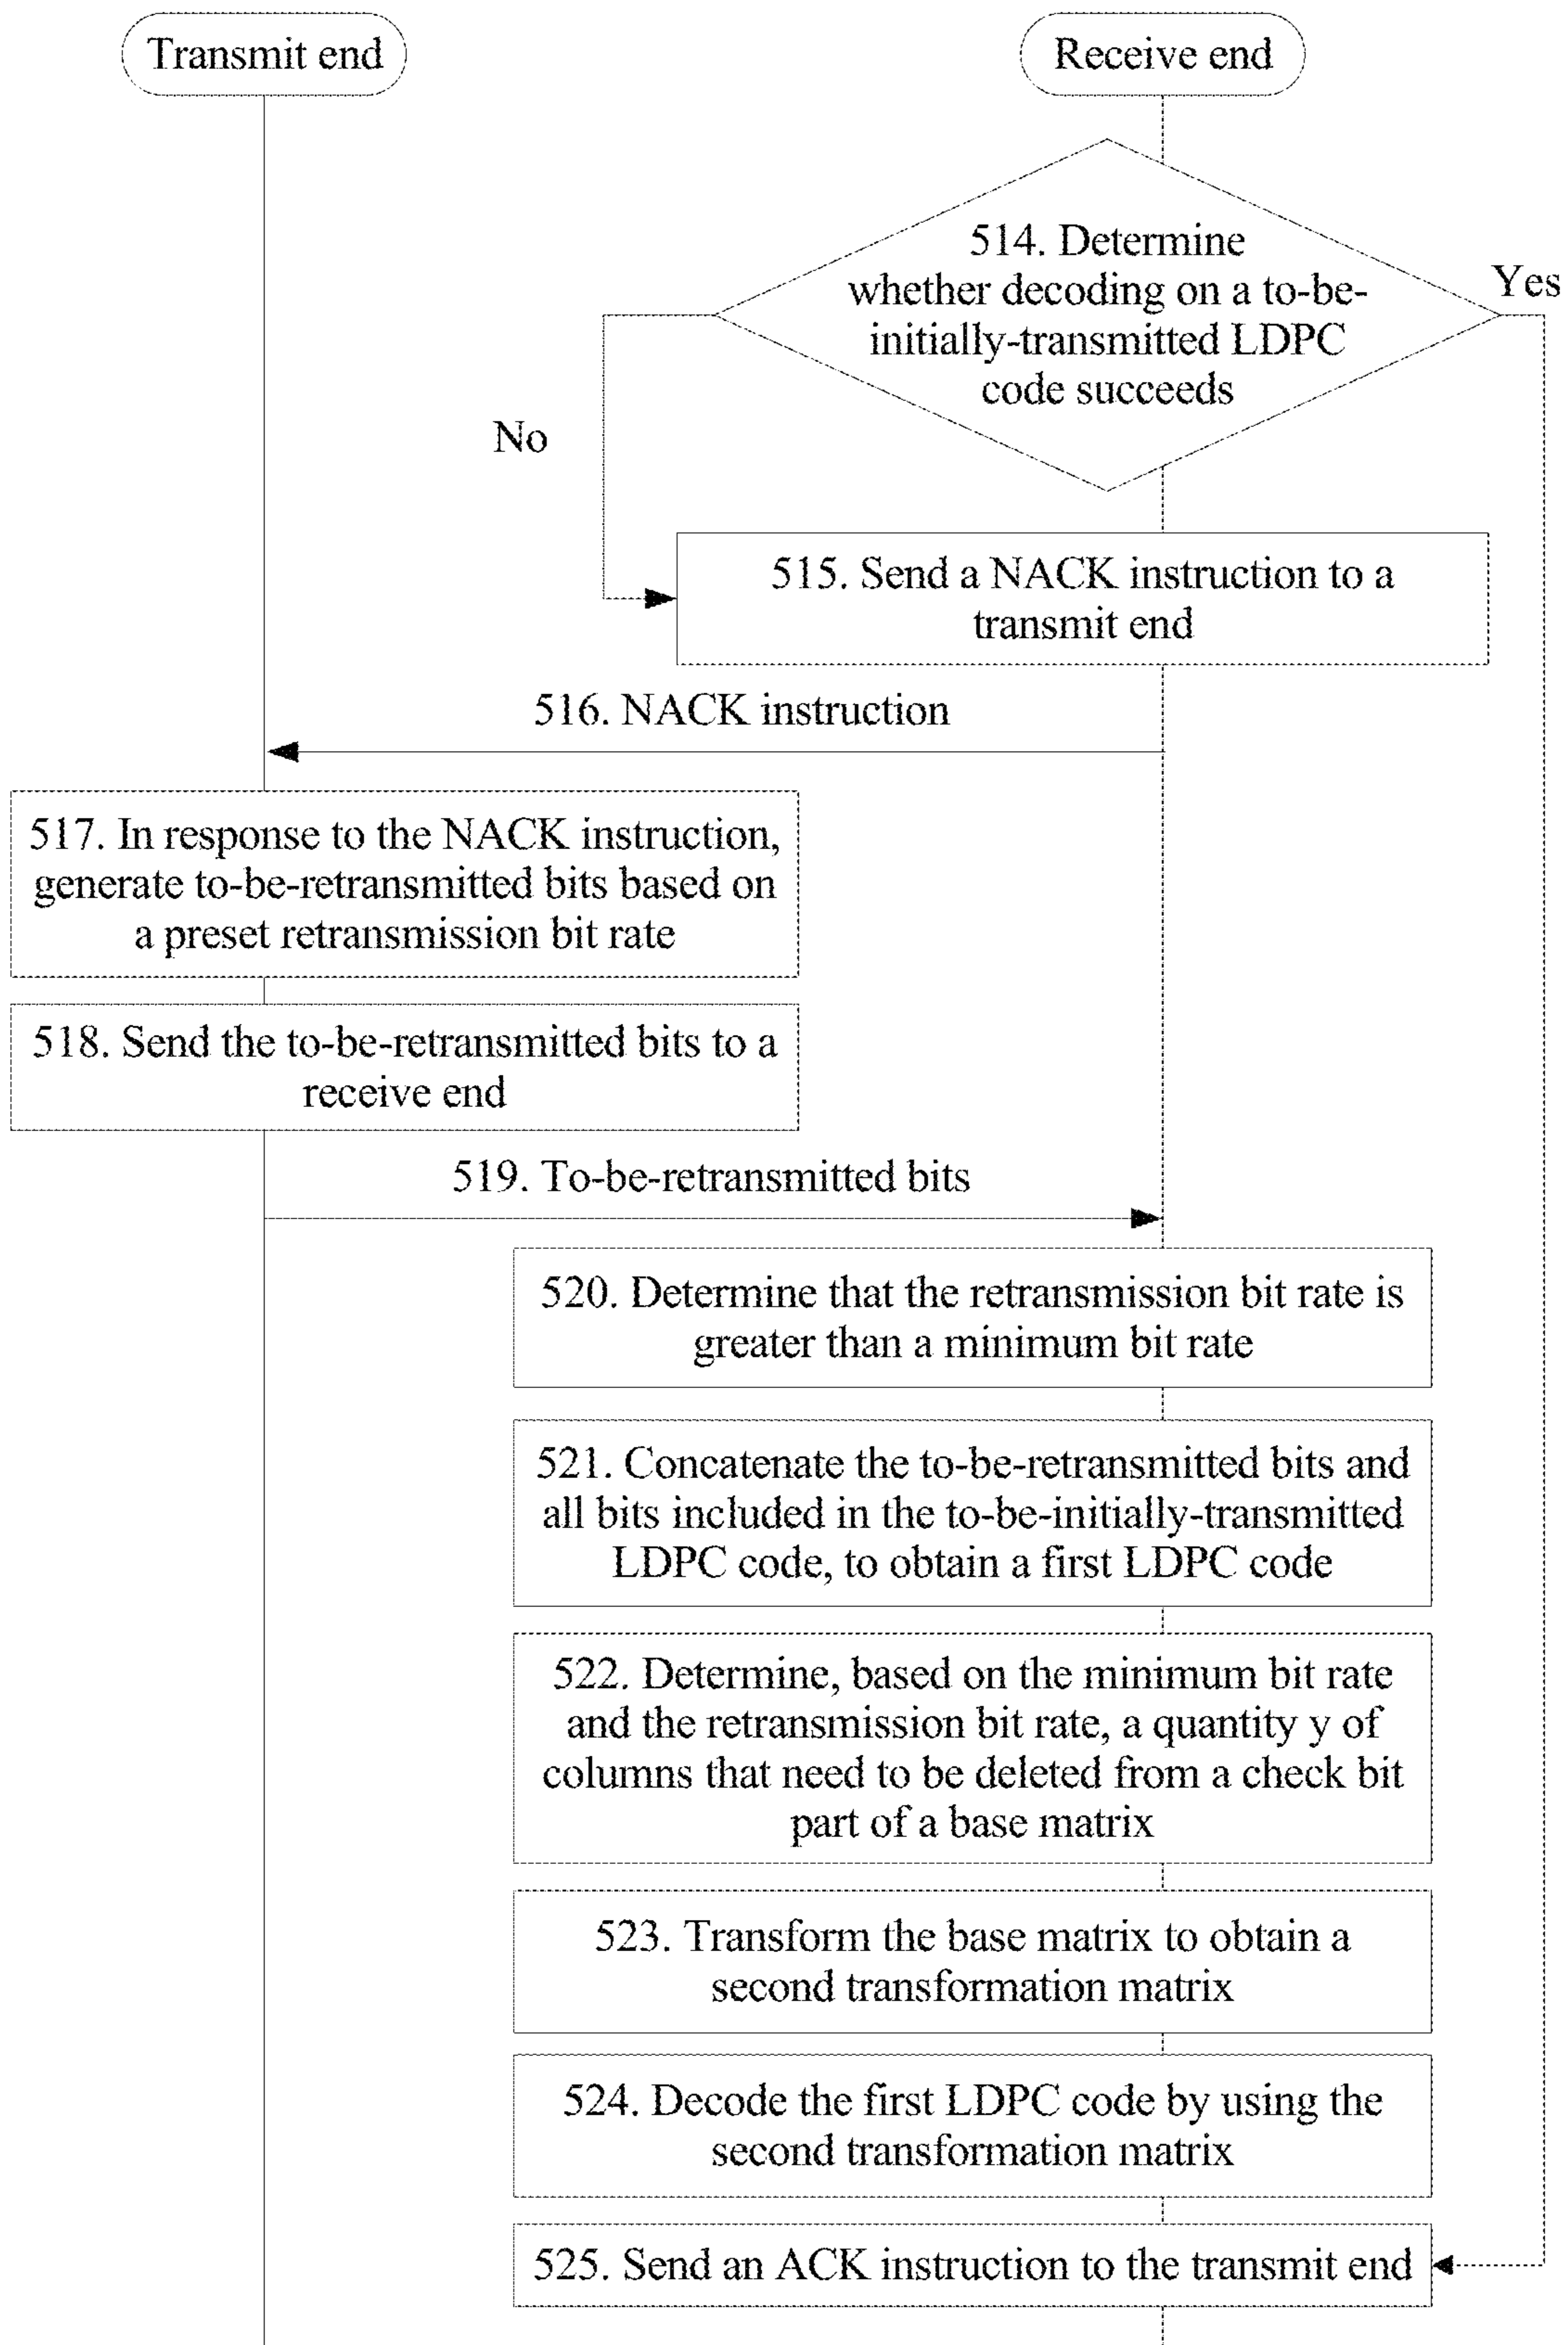 Transmit end
Receive end
514. Determine
whether decoding on a to-be-
initially-transmitted LDPC
code succeeds
Yes
No
515. Send a NACK instruction to a
transmit end
516. NACK instruction
517. In response to the NACK instruction,
generate to-be-retransmitted bits based on
a preset retransmission bit rate
518. Send the to-be-retransmitted bits to a
receive end
519. To-be-retransmitted bits
520. Determine that the retransmission bit rate is
greater than a minimum bit rate
521. Concatenate the to-be-retransmitted bits and
all bits included in the to-be-initially-transmitted
LDPC code, to obtain a first LDPC code
522. Determine, based on the minimum bit rate
and the retransmission bit rate, a quantity y of
columns that need to be deleted from a check bit
part of a base matrix
523. Transform the base matrix to obtain a
second transformation matrix
524. Decode the first LDPC code by using the
second transformation matrix
525. Send an ACK instruction to the transmit end